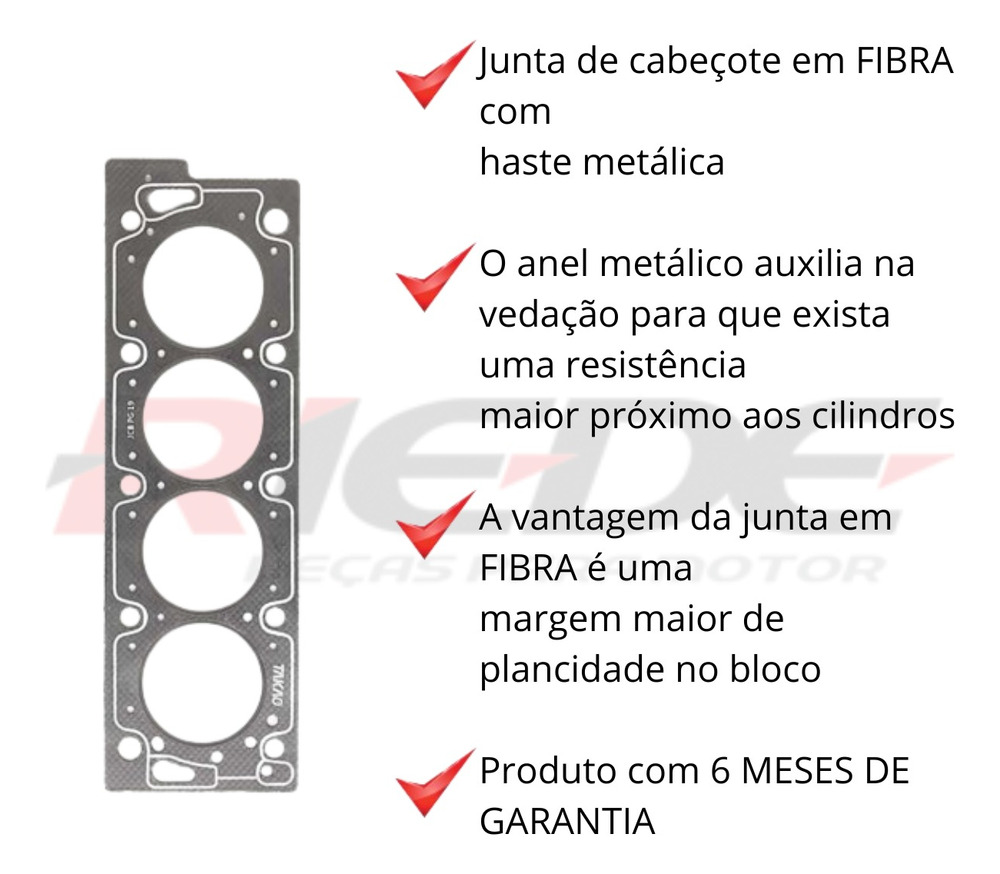 Junta de cabeçote em FIBRA
com
haste metálica
O anel metálico auxilia na
vedação para que exista
uma resistência
maior próximo aos cilindros
A vantagem da junta em
FIBRA é uma
margem maior de
plancidade no bloco
Produto com 6 MESES DE
GARANTIA
RIEDE
PEÇAS PARA MOTOR
JCB PG 19
TAKAO